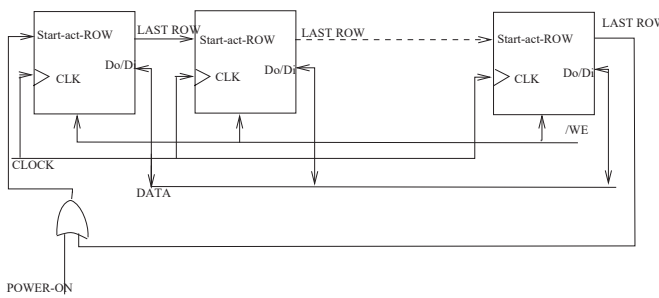 LAST ROW
Start-act-ROW
Do/Di
CLK
LAST ROW
Start-act-ROW
Do/Di
CLK
LAST ROW
Start-act-ROW
Do/Di
CLK
/WE
CLOCK
DATA
POWER-ON